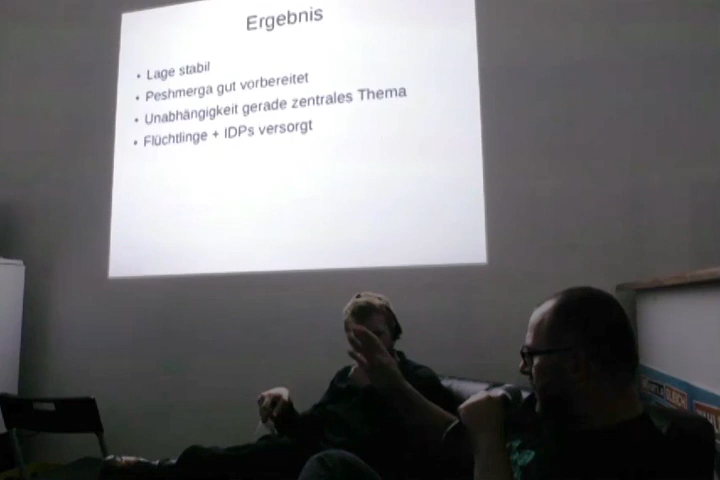 Ergebnis
• Lage stabil
• Peshmerga gut vorbereitet
• Unabhängigkeit gerade zentrales Thema
• Flüchtlinge + IDPs versorgt